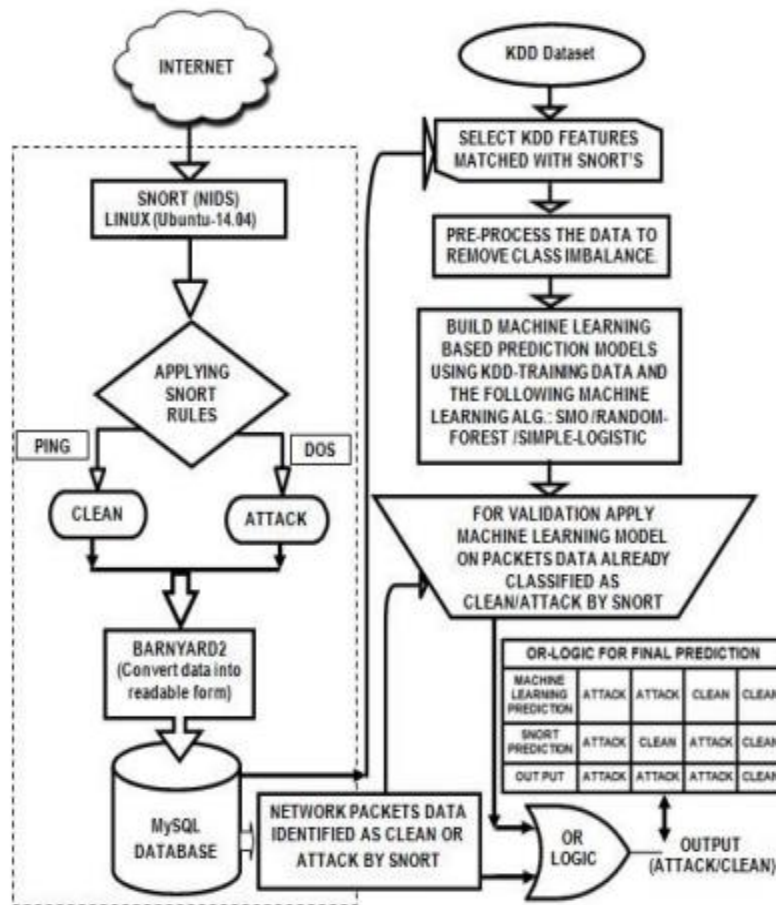 INTERNET
SNORT (NIDS)
LINUX (Ubuntu-14.04)
APPLYING
SNORT
RULES
PING
DOS
CLEAN
ATTACK
BARNYARD2
(Convert data into
readable form)
MySQL
DATABASE
NETWORK PACKETS DATA
IDENTIFIED AS CLEAN OR
ATTACK BY SNORT
KDD Dataset
SELECT KDD FEATURES
MATCHED WITH SNORT'S
PRE-PROCESS THE DATA TO
REMOVE CLASS IMBALANCE.
BUILD MACHINE LEARNING
BASED PREDICTION MODELS
USING KDD-TRAINING DATA AND
THE FOLLOWING MACHINE
LEARNING ALG.: SMO /RANDOM-
FOREST /SIMPLE-LOGISTIC
FOR VALIDATION APPLY
MACHINE LEARNING MODEL
ON PACKETS DATA ALREADY
CLASSIFIED AS
CLEAN/ATTACK BY SNORT
OR-LOGIC FOR FINAL PREDICTION
MACHINE
LEARNING
PREDICTION
ATTACK ATTACK CLEAN CLEAN
SNORT
PREDICTION
ATTACK CLEAN ATTACK CLEAN
OUTPUT ATTACK ATTACK ATTACK CLEAN
OR
LOGIC
OUTPUT
(ATTACK/CLEAN)